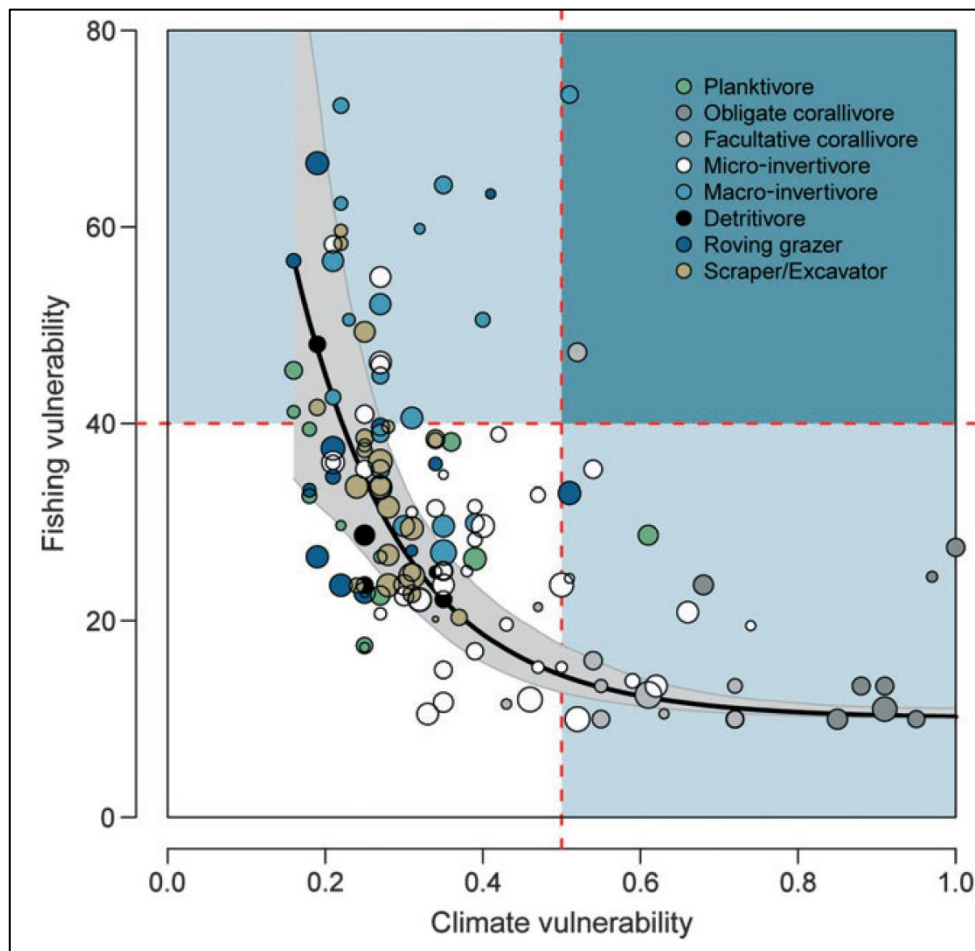 80
60
40
20
0
Fishing vulnerability
Planktivore
Obligate corallivore
Facultative corallivore
Micro-invertivore
Macro-invertivore
Detritivore
Roving grazer
Scraper/Excavator
0.0 0.2 0.4 0.6 0.8 1.0
Climate vulnerability